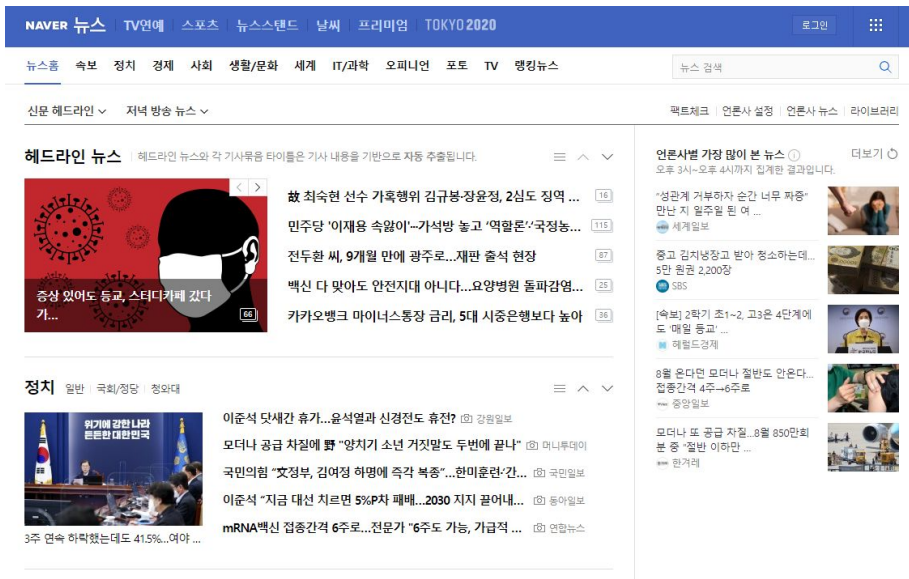 NAVER 뉴스 TV연예 스포츠 뉴스스탠드 날씨 프리미엄 TOKYO 2020 로그인
뉴스홈 속보 정치 경제 사회 생활/문화 세계 IT/과학 오피니언 포토 TV 랭킹뉴스 뉴스 검색
신문 헤드라인 저녁 방송 뉴스 팩트체크 언론사 설정 언론사 뉴스 라이브러리
헤드라인 뉴스 헤드라인 뉴스와 각 기사묶음 타이틀은 기사 내용을 기반으로 자동 추출됩니다.
증상 있어도 등교, 스터디카페 갔다
가... 66
故 최숙현 선수 가혹행위 김규봉·장윤정, 2심도 징역 ... 16
민주당 '이재용 속앓이'…가석방 놓고 '역할론'·'국정농... 115
전두환 씨, 9개월 만에 광주로...재판 출석 현장 87
백신 다 맞아도 안전지대 아니다…요양병원 돌파감염... 25
카카오뱅크 마이너스통장 금리, 5대 시중은행보다 높아 36
정치 일반 국회/정당 청와대
위기에 강한 나라
든든한 대한민국
3주 연속 하락했는데도 41.5%…여야 ...
이준석 닷새간 휴가…윤석열과 신경전도 휴전? 강원일보
모더나 공급 차질에 野 "양치기 소년 거짓말도 두번에 끝나" 머니투데이
국민의힘 "文정부, 김여정 하명에 즉각 복종"…한미훈련·간... 국민일보
이준석 "지금 대선 치르면 5%P차 패배…2030 지지 끌어내... 동아일보
mRNA백신 접종간격 6주로…전문가 "6주도 가능, 가급적 ... 연합뉴스
언론사별 가장 많이 본 뉴스 더보기
오후 3시~오후 4시까지 집계한 결과입니다.
"성관계 거부하자 순간 너무 짜증"
만난 지 일주일 된 여 ...
세계일보
중고 김치냉장고 받아 청소하는데…
5만 원권 2,200장
SBS
[속보] 2학기 초1~2, 고3은 4단계에
도 '매일 등교' ...
헤럴드경제
8월 온다던 모더나 절반도 안온다…
접종간격 4주→6주로
중앙일보
모더나 또 공급 차질…8월 850만회
분 중 "절반 이하만 ...
한겨레